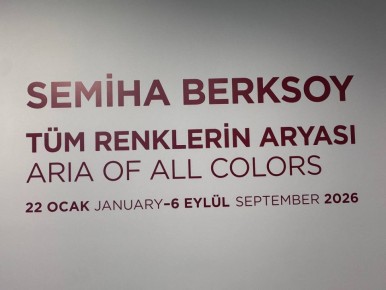 SEMİHA BERKSOY
TÜM RENKLERİN ARYASI
ARIA OF ALL COLORS
22 OCAK JANUARY–6 EYLÜL SEPTEMBER 2026